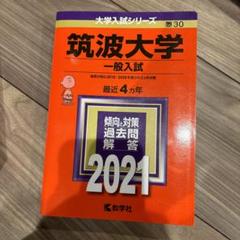 大学入試シリーズ
30
筑波大学
一般入試
最近4カ年
傾向と対策
過去問
解答
2021
教学社